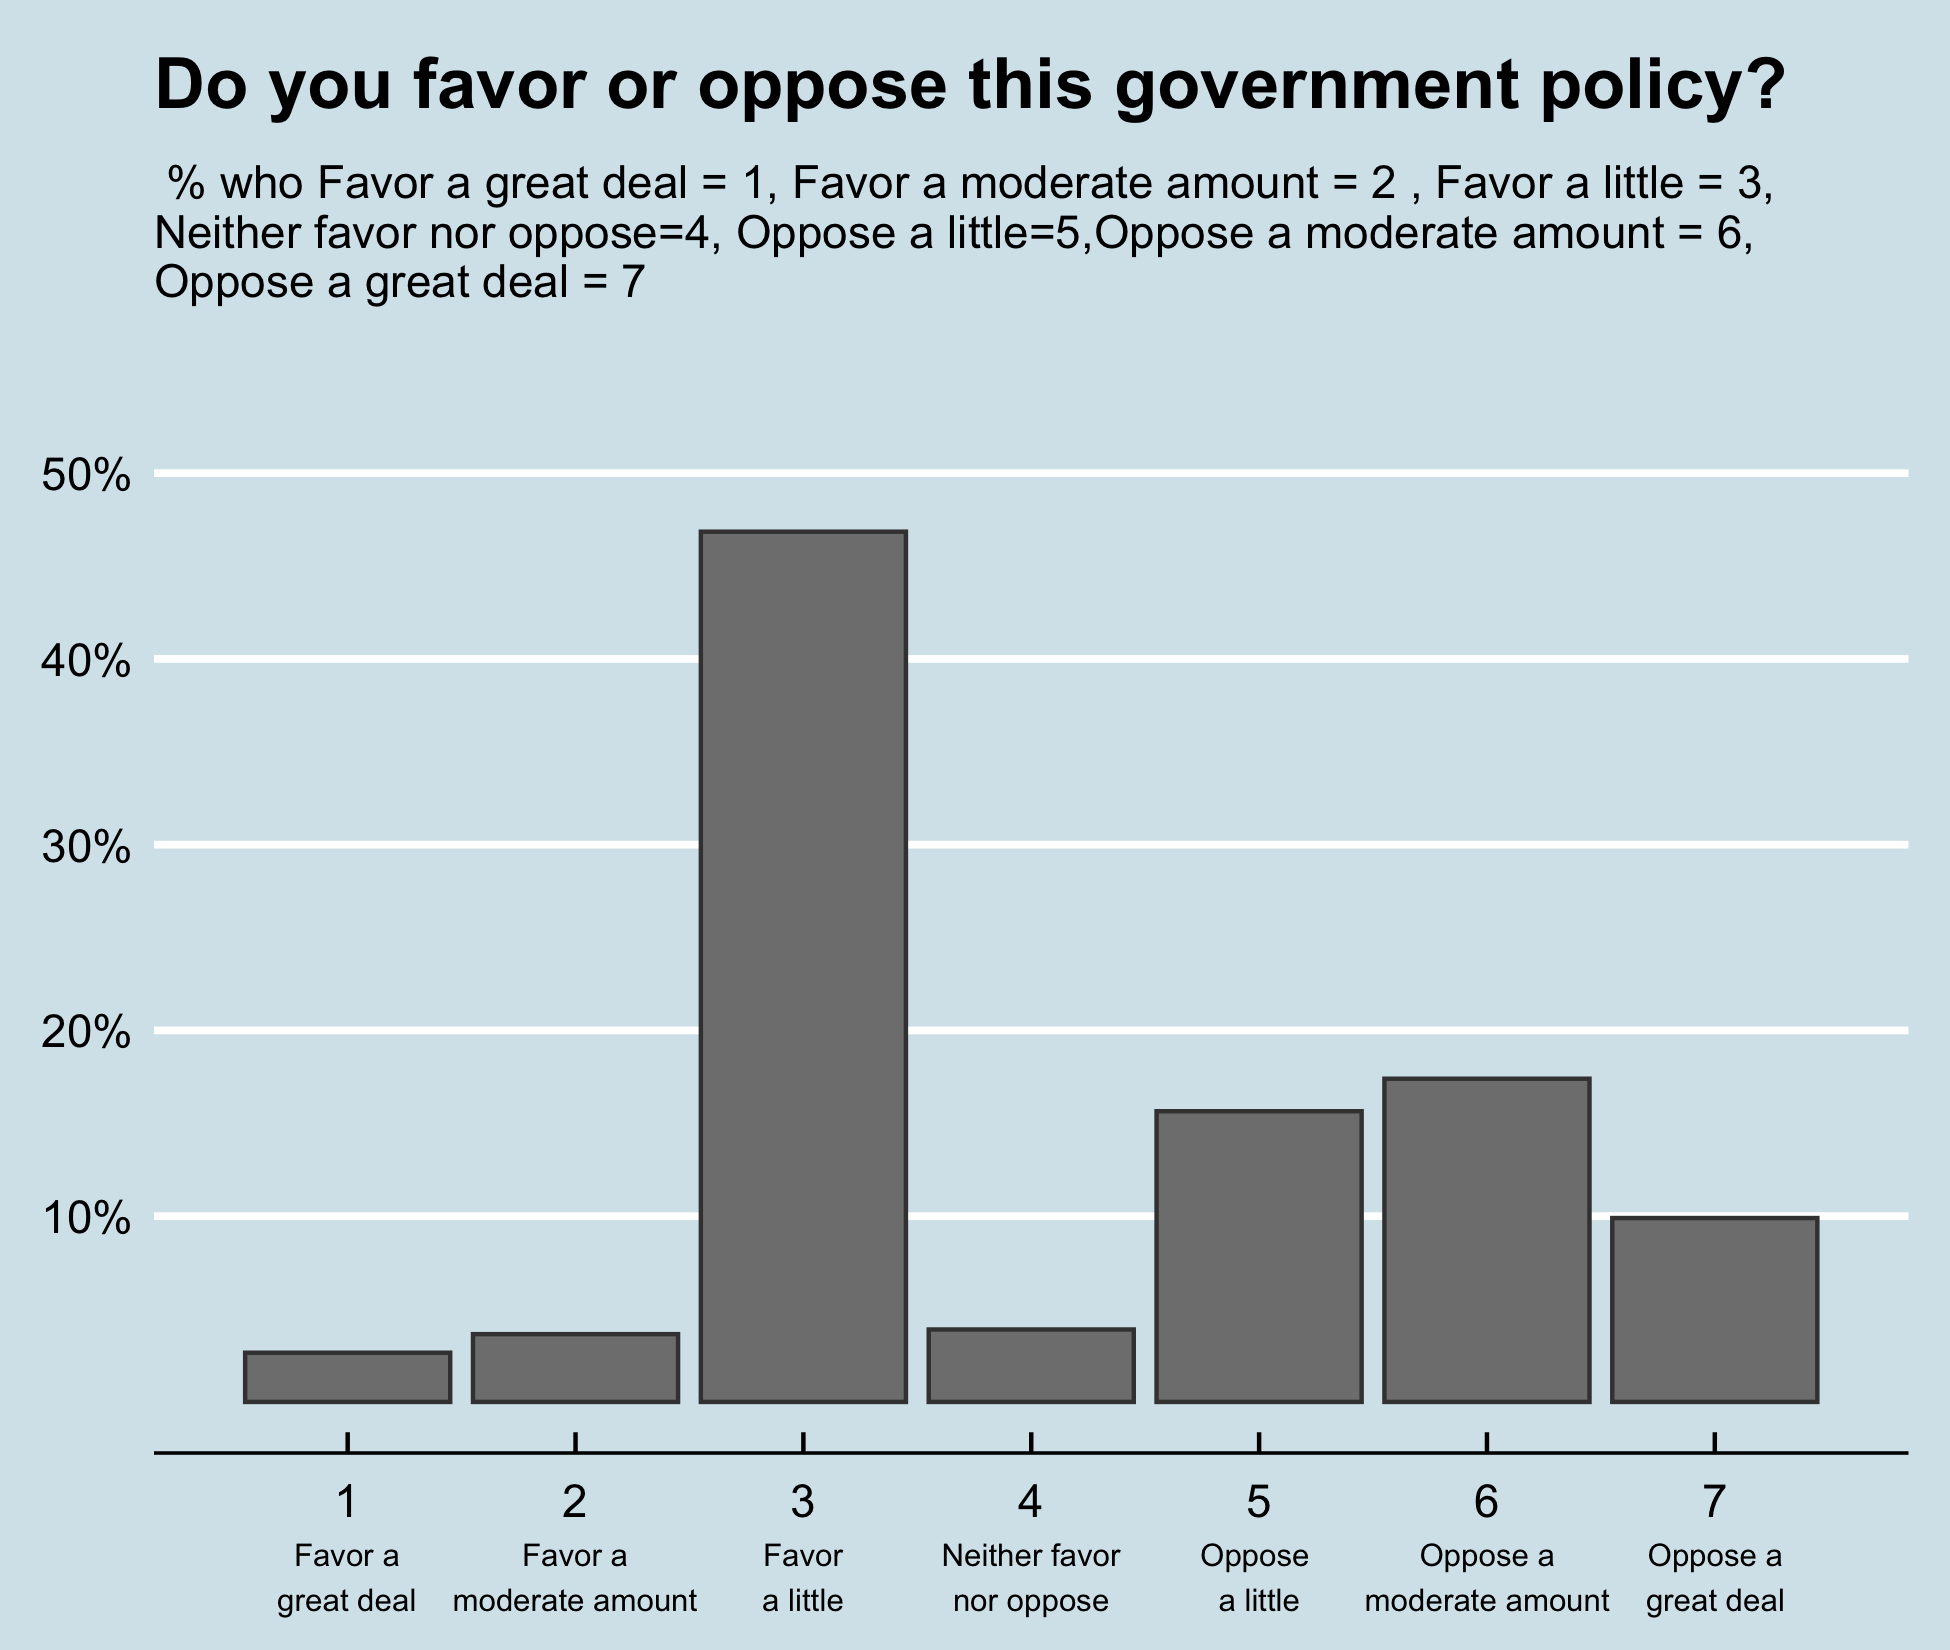 Do you favor or oppose this government policy?
% who Favor a great deal = 1, Favor a moderate amount = 2 , Favor a little = 3,
Neither favor nor oppose=4, Oppose a little=5,Oppose a moderate amount = 6,
Oppose a great deal = 7
50%
40%
30%
20%
10%
1 2 3 4 5 6 7
Favor a Favor a Favor Neither favor Oppose Oppose a Oppose a
great deal moderate amount a little nor oppose a little moderate amount great deal